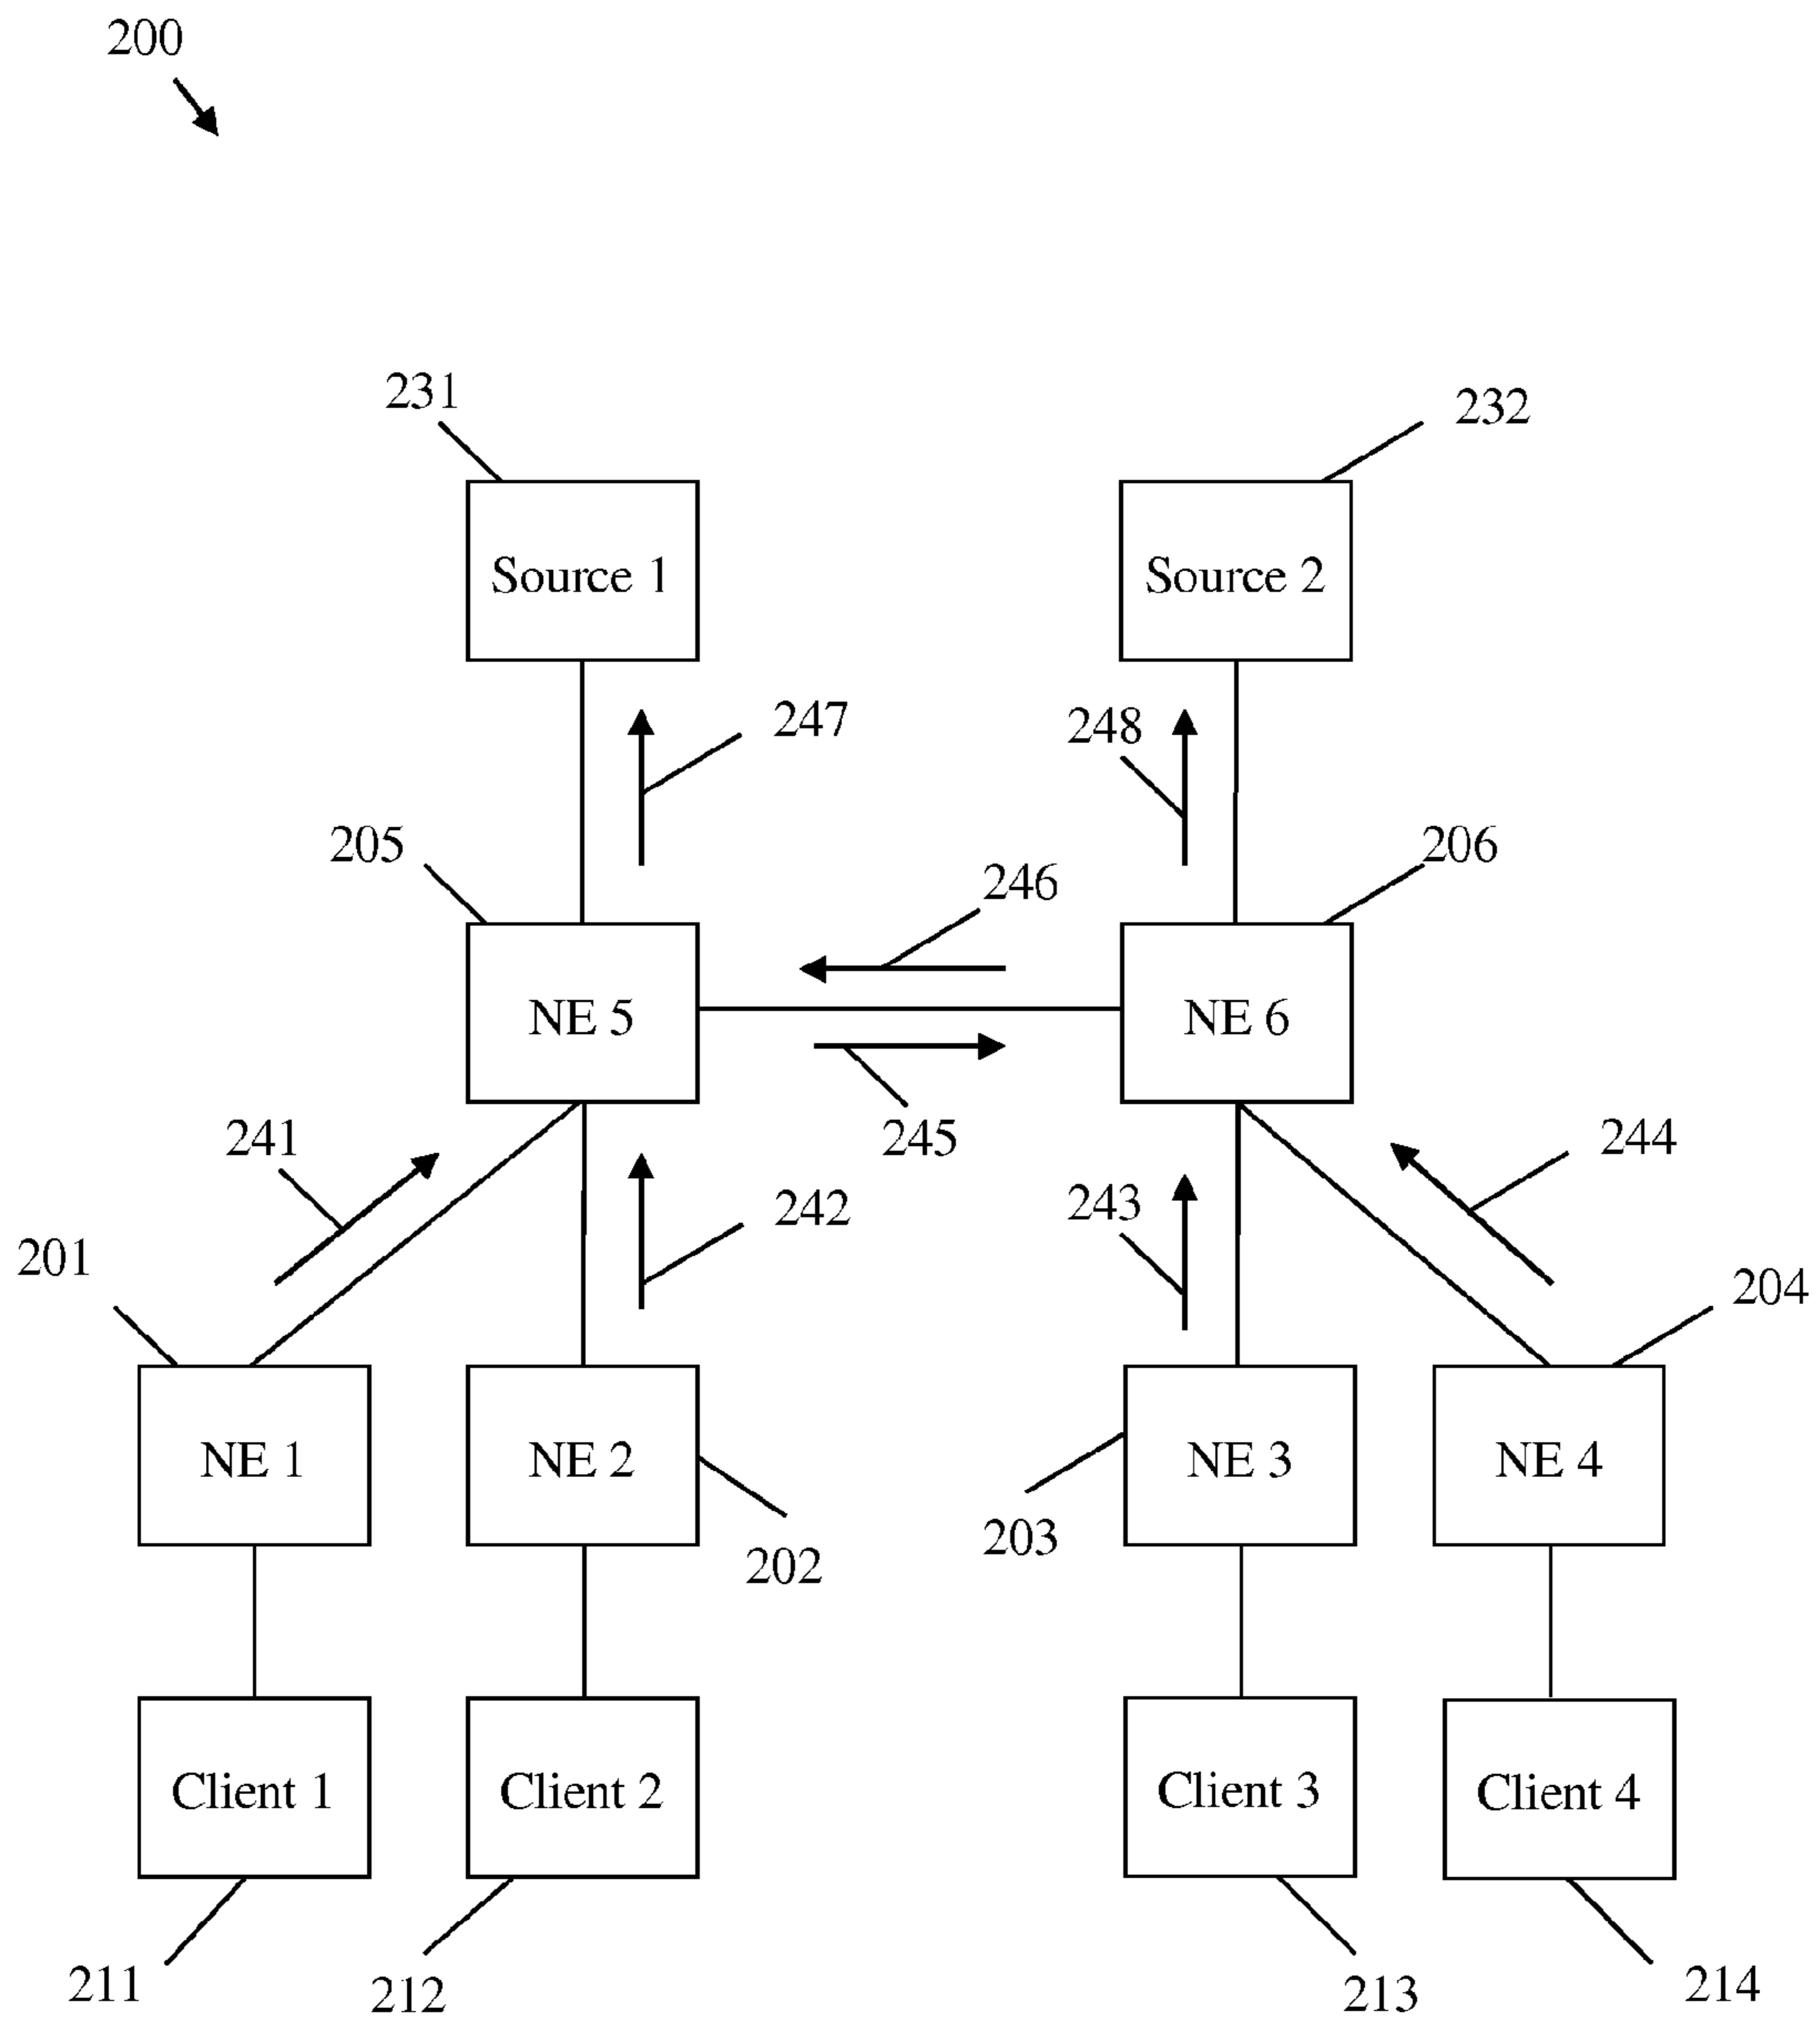 200
231
232
Source 1
Source 2
247
248
205
206
246
NE 5
NE 6
245
241
244
242
243
201
204
NE 1
NE 2
NE 3
NE 4
203
202
Client 1
Client 2
Client 3
Client 4
211
212
213
214